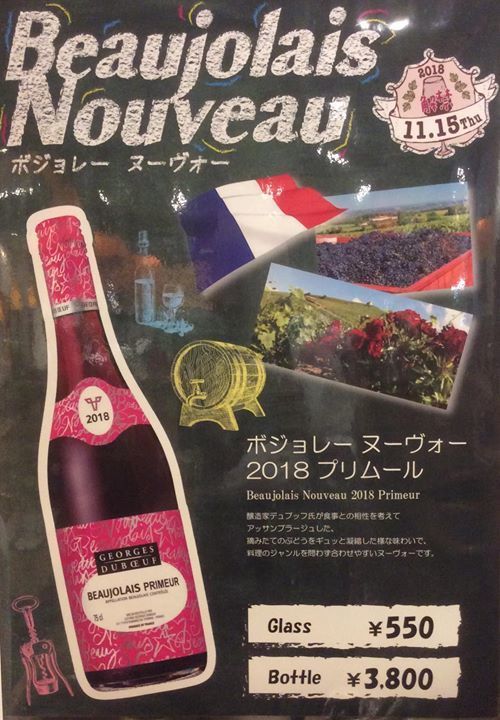 Beaujolais
Nouveau
ボジョレー ヌーヴォー
2018
11.15Thu
2018
GEORGES
DUBŒUF
BEAUJOLAIS PRIMEUR
APPELLATION BEAUJOLAIS CONTRÔLÉE
75 cl
ボジョレー ヌーヴォー
2018 プリムール
Beaujolais Nouveau 2018 Primeur
醸造家デュブッフ氏が食事との相性を考えて
アッサンブラージュした、
摘みたてのぶどうをギュッと凝縮した様な味わいで、
料理のジャンルを問わず合わせやすいヌーヴォーです。
Glass ¥550
Bottle ¥3,800